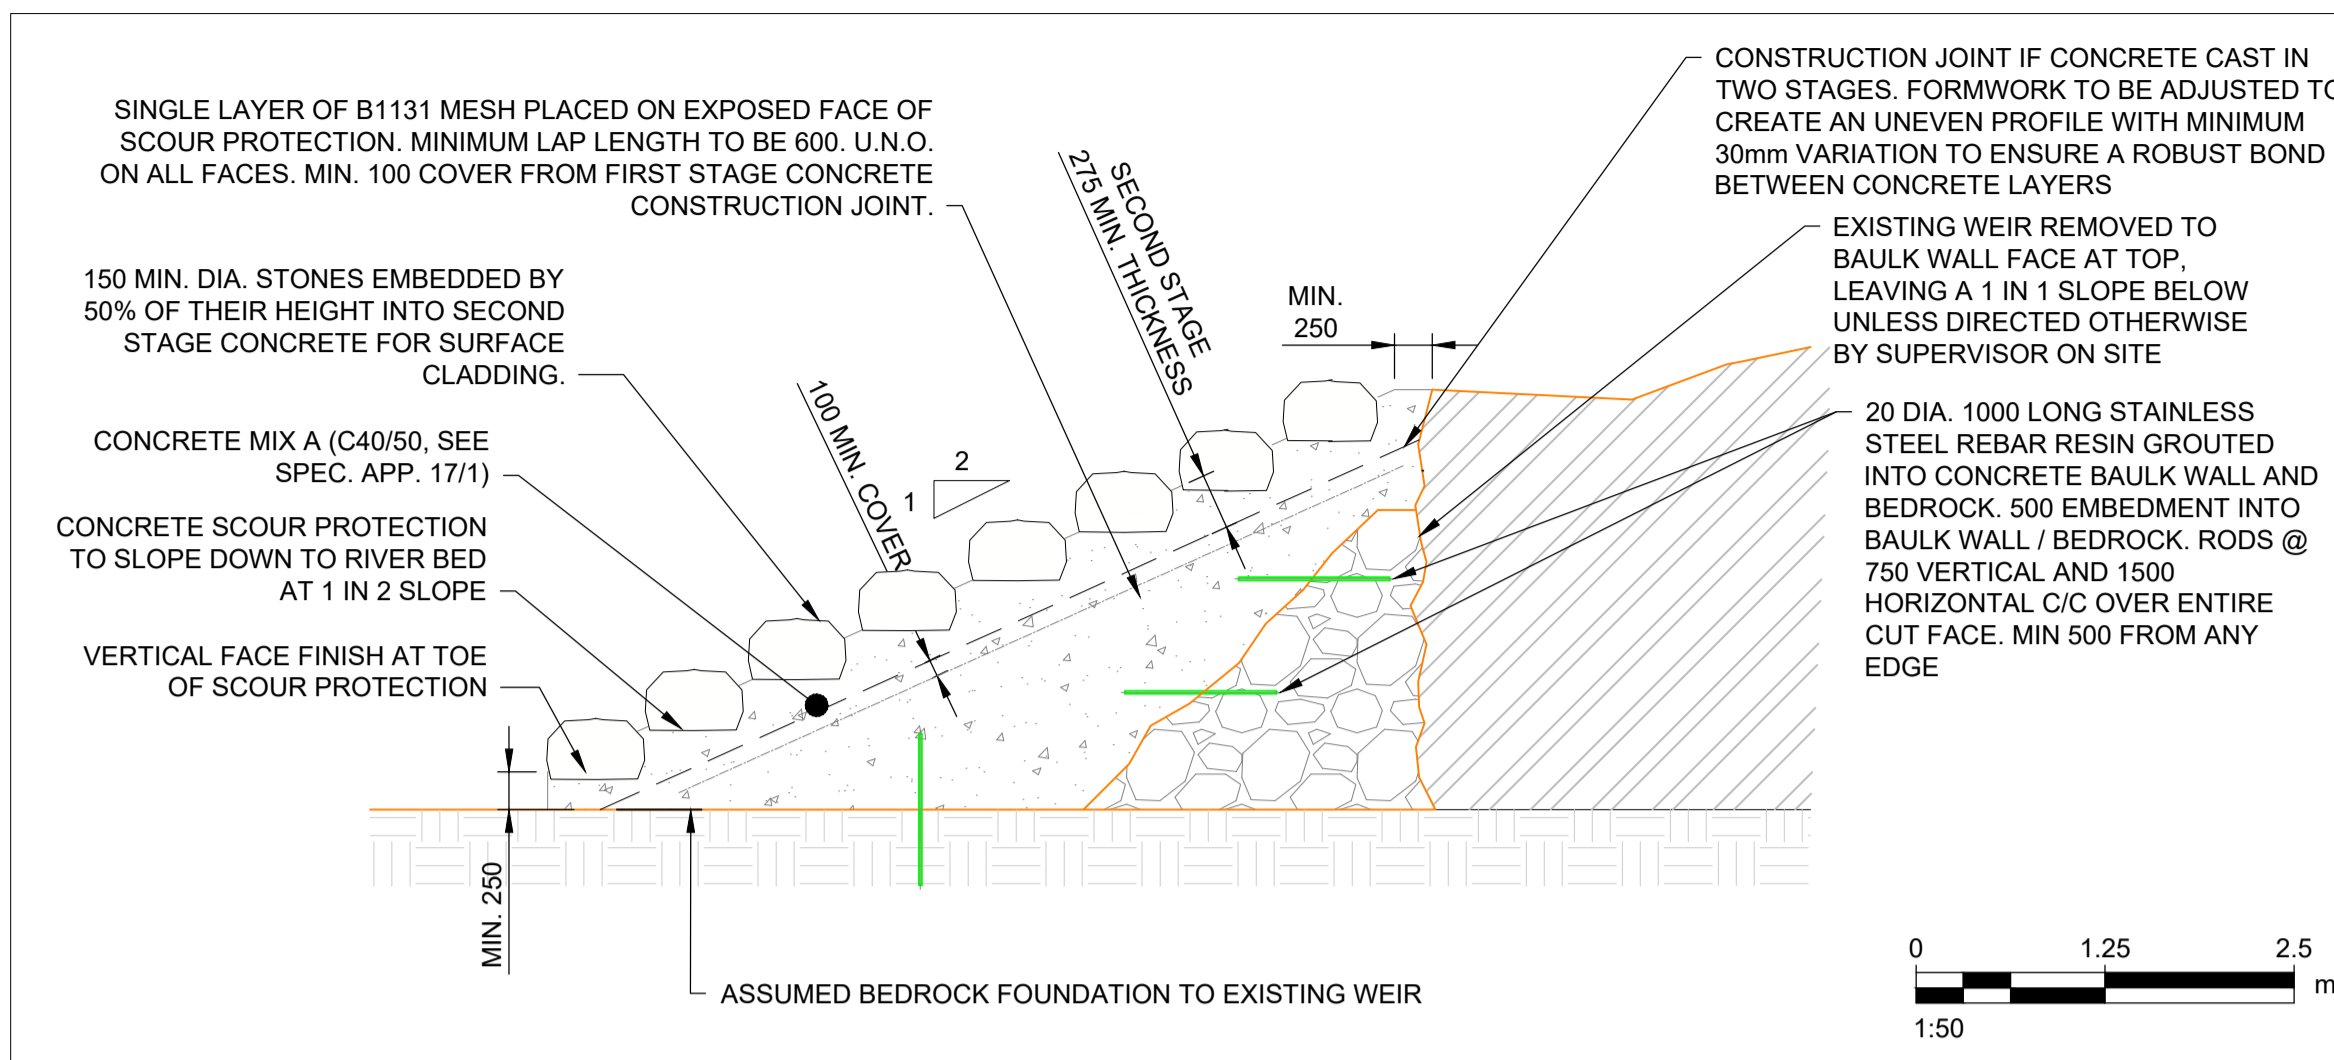 SINGLE LAYER OF B1131 MESH PLACED ON EXPOSED FACE OF
SCOUR PROTECTION. MINIMUM LAP LENGTH TO BE 600. U.N.O.
ON ALL FACES. MIN. 100 COVER FROM FIRST STAGE CONCRETE
CONSTRUCTION JOINT.
150 MIN. DIA. STONES EMBEDDED BY
50% OF THEIR HEIGHT INTO SECOND
STAGE CONCRETE FOR SURFACE
CLADDING.
CONCRETE MIX A (C40/50, SEE
SPEC. APP. 17/1)
CONCRETE SCOUR PROTECTION
TO SLOPE DOWN TO RIVER BED
AT 1 IN 2 SLOPE
VERTICAL FACE FINISH AT TOE
OF SCOUR PROTECTION
MIN. 250
100 MIN. COVER
2
1
SECOND STAGE
275 MIN. THICKNESS
MIN.
250
CONSTRUCTION JOINT IF CONCRETE CAST IN
TWO STAGES. FORMWORK TO BE ADJUSTED TO
CREATE AN UNEVEN PROFILE WITH MINIMUM
30mm VARIATION TO ENSURE A ROBUST BOND
BETWEEN CONCRETE LAYERS
EXISTING WEIR REMOVED TO
BAULK WALL FACE AT TOP,
LEAVING A 1 IN 1 SLOPE BELOW
UNLESS DIRECTED OTHERWISE
BY SUPERVISOR ON SITE
20 DIA. 1000 LONG STAINLESS
STEEL REBAR RESIN GROUTED
INTO CONCRETE BAULK WALL AND
BEDROCK. 500 EMBEDMENT INTO
BAULK WALL / BEDROCK. RODS @
750 VERTICAL AND 1500
HORIZONTAL C/C OVER ENTIRE
CUT FACE. MIN 500 FROM ANY
EDGE
ASSUMED BEDROCK FOUNDATION TO EXISTING WEIR
0 1.25 2.5
m
1:50